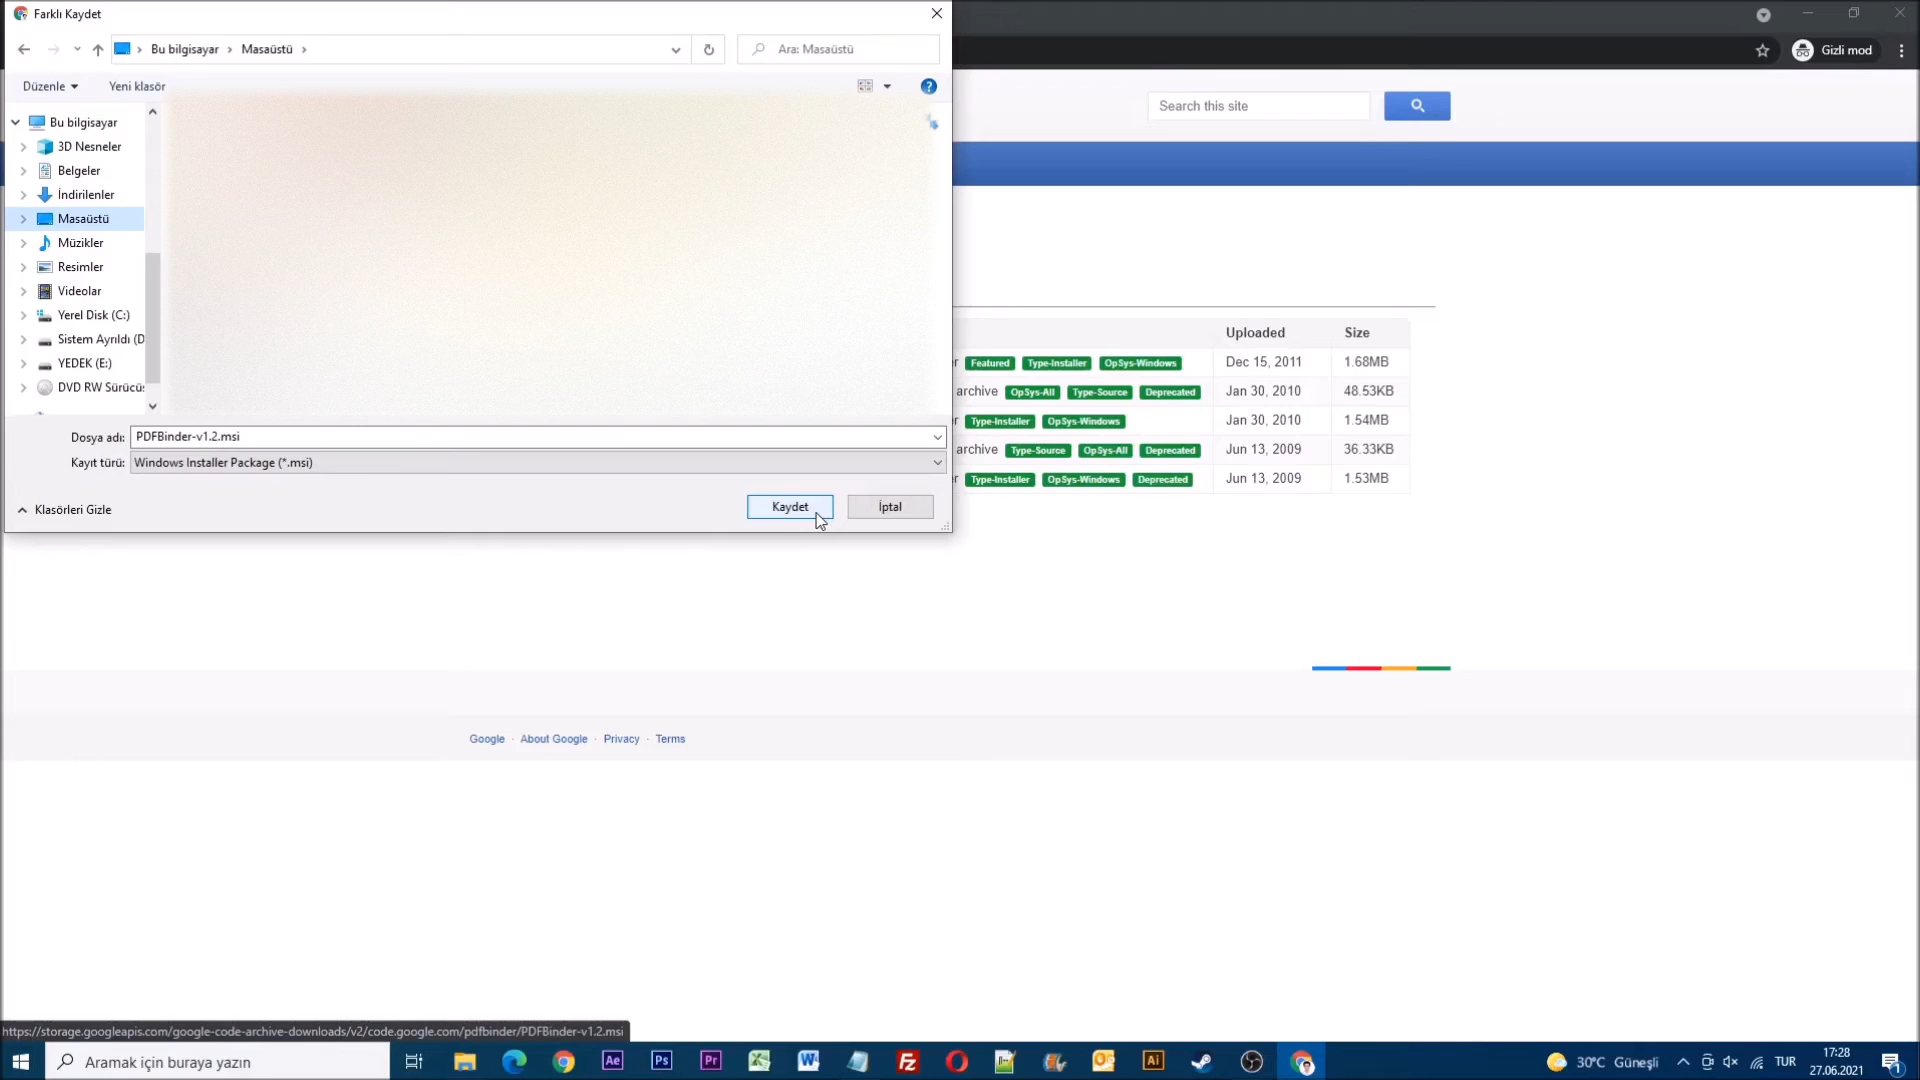 Farklı Kaydet
Bu bilgisayar › Masaüstü ›
Ara: Masaüstü
Gizli mod
Düzenle
Yeni klasör
?
Search this site
Bu bilgisayar
3D Nesneler
Belgeler
İndirilenler
Masaüstü
Müzikler
Resimler
Videolar
Yerel Disk (C:)
Sistem Ayrıldı (D
YEDEK (E:)
DVD RW Sürücüs
Uploaded Size
r Featured Type-Installer OpSys-Windows Dec 15, 2011 1.68MB
archive OpSys-All Type-Source Deprecated Jan 30, 2010 48.53KB
r Type-Installer OpSys-Windows Jan 30, 2010 1.54MB
archive Type-Source OpSys-All Deprecated Jun 13, 2009 36.33KB
r Type-Installer OpSys-Windows Deprecated Jun 13, 2009 1.53MB
Dosya adı: PDFBinder-v1.2.msi
Kayıt türü: Windows Installer Package (*.msi)
Klasörleri Gizle
Kaydet
İptal
Google · About Google · Privacy · Terms
https://storage.googleapis.com/google-code-archive-downloads/v2/code.google.com/pdfbinder/PDFBinder-v1.2.msi
Aramak için buraya yazın
Ae
Ps
Pr
W
Fz
Ai
30°C Güneşli
TUR
17:28
27.06.2021
1